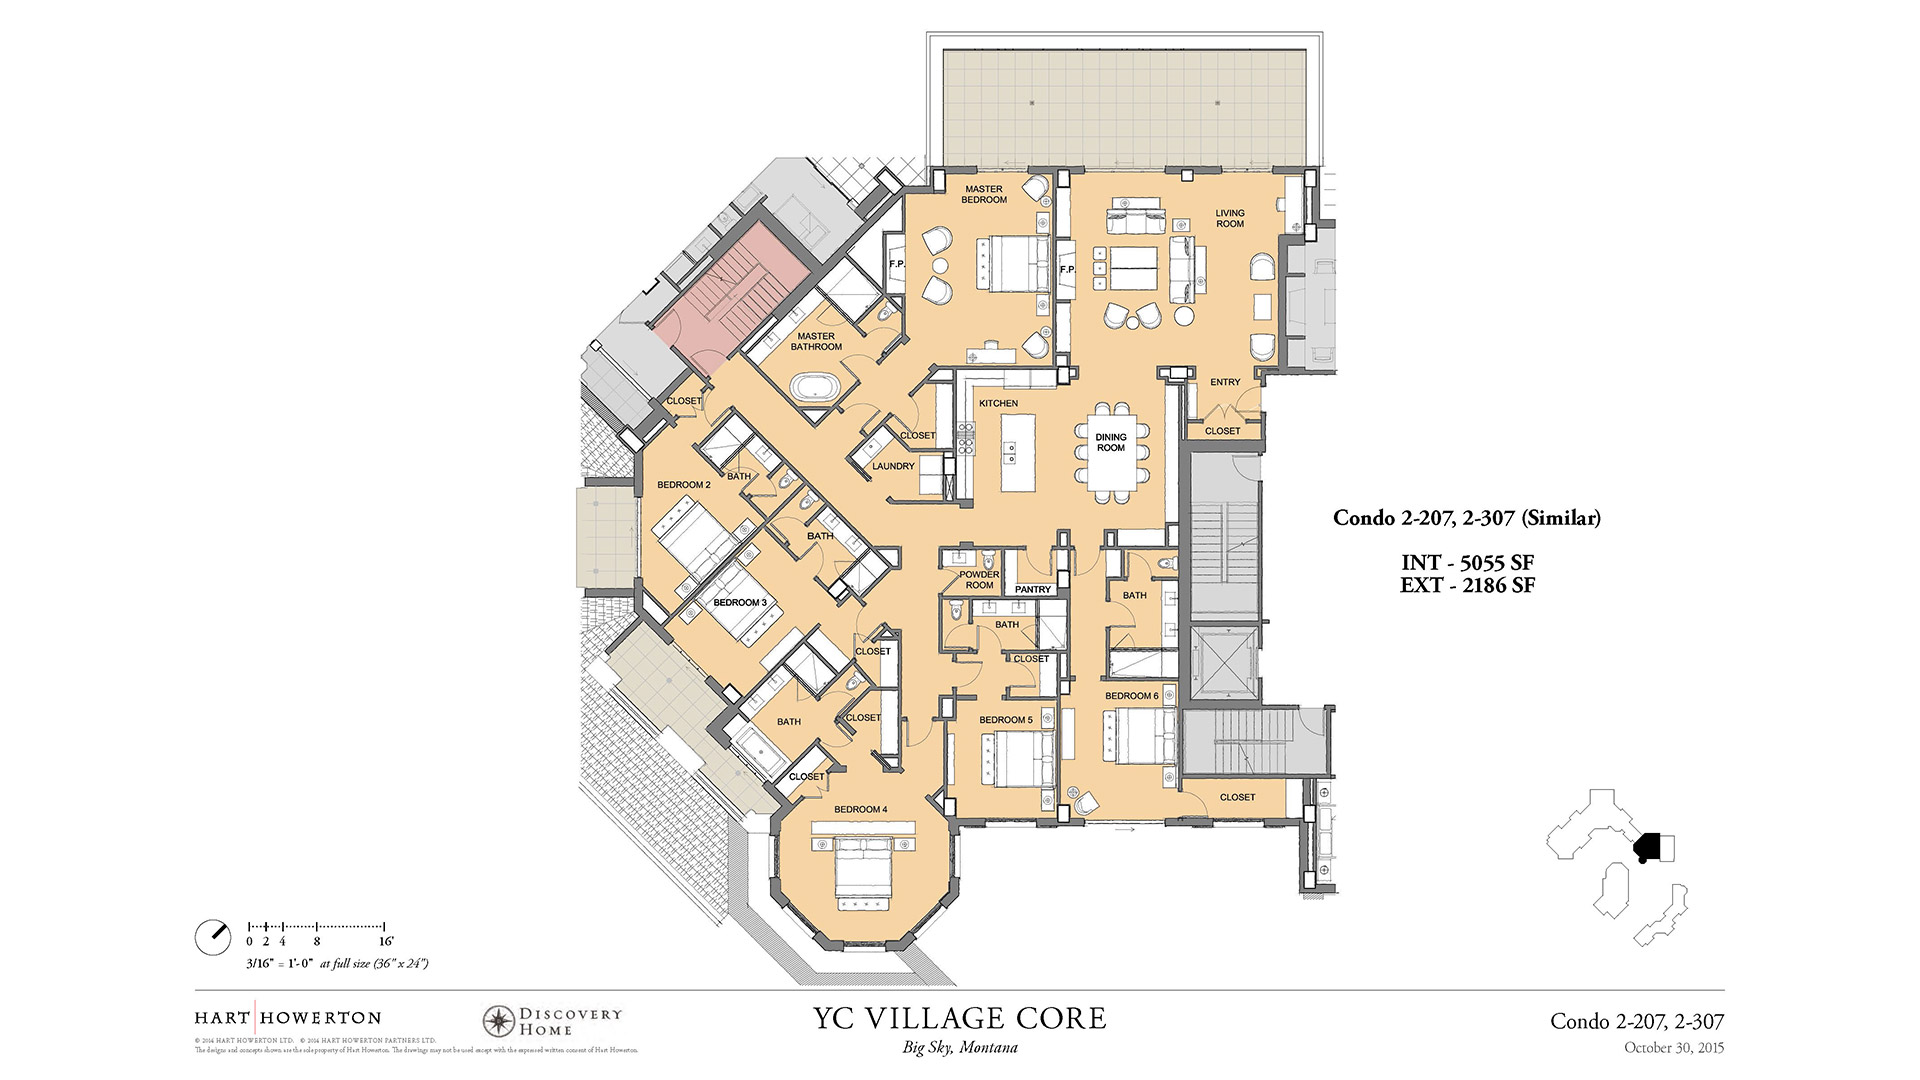 MASTER
BEDROOM
LIVING
ROOM
F.P.
F.P.
MASTER
BATHROOM
ENTRY
CLOSET
KITCHEN
CLOSET
CLOSET
DINING
ROOM
LAUNDRY
BEDROOM 2
BATH
BATH
POWDER
ROOM
PANTRY
BATH
BEDROOM 3
BATH
CLOSET
CLOSET
BEDROOM 6
BATH
CLOSET
BEDROOM 5
CLOSET
CLOSET
BEDROOM 4
Condo 2-207, 2-307 (Similar)
INT - 5055 SF
EXT - 2186 SF
0 2 4 8 16'
3/16" = 1'-0" at full size (36" x 24")
HART HOWERTON
© 2014 HART HOWERTON LTD. © 2014 HART HOWERTON PARTNERS LTD.
The designs and concepts shown are the sole property of Hart Howerton. The drawings may not be used except with the expressed written consent of Hart Howerton.
DISCOVERY
HOME
YC VILLAGE CORE
Big Sky, Montana
Condo 2-207, 2-307
October 30, 2015